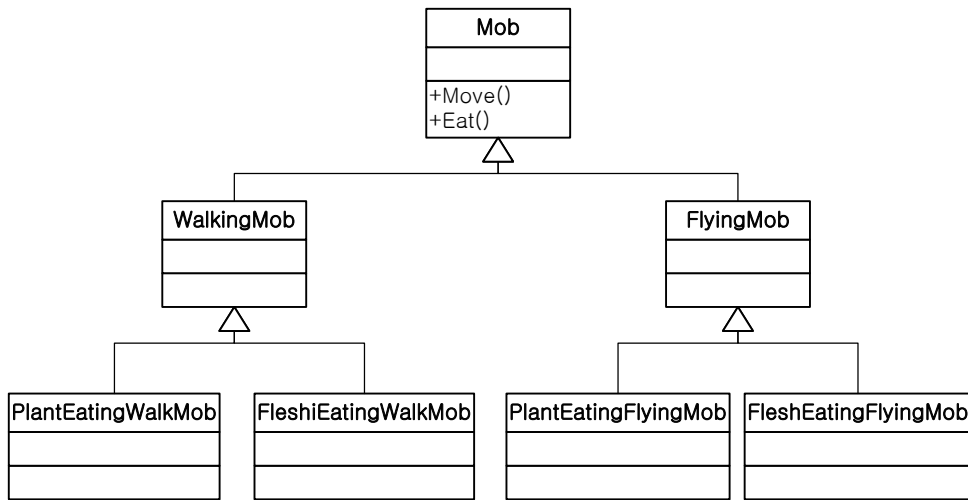 Mob
+Move()
+Eat()
WalkingMob
FlyingMob
PlantEatingWalkMob
FleshiEatingWalkMob
PlantEatingFlyingMob
FleshEatingFlyingMob